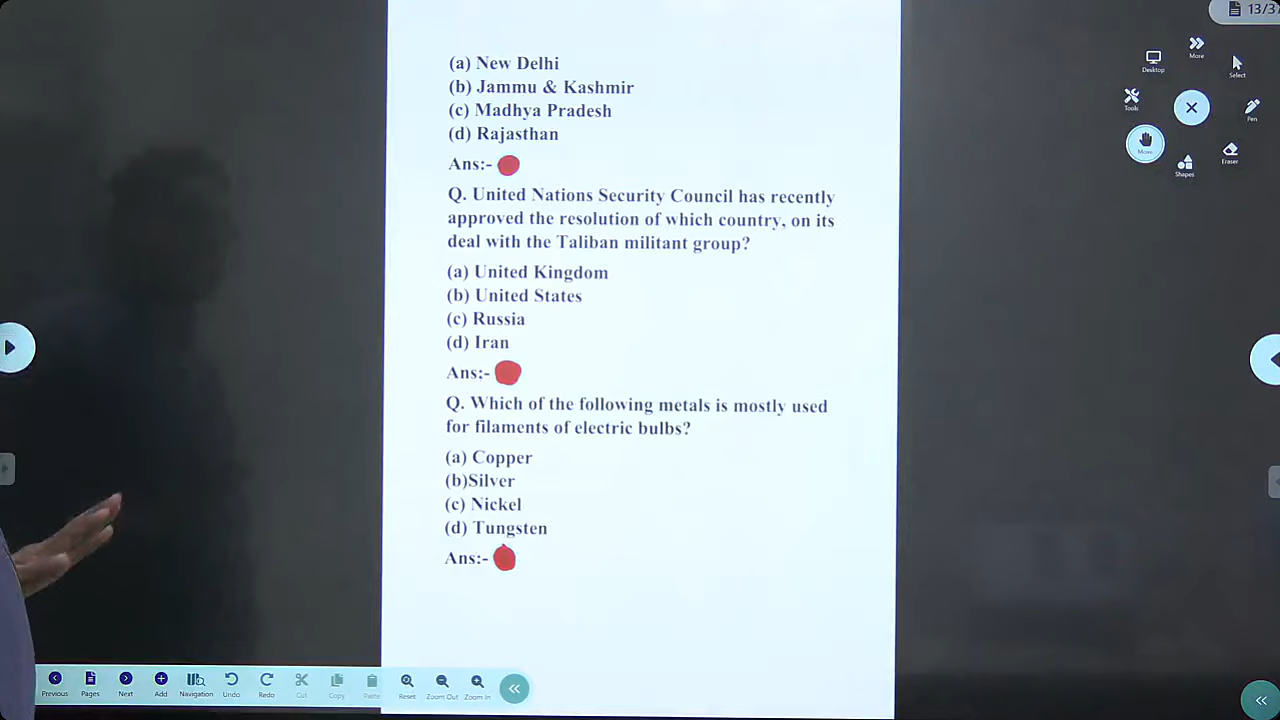 13/3
(a) New Delhi
(b) Jammu & Kashmir
(c) Madhya Pradesh
(d) Rajasthan
Ans:-
Q. United Nations Security Council has recently
approved the resolution of which country, on its
deal with the Taliban militant group?
(a) United Kingdom
(b) United States
(c) Russia
(d) Iran
Ans:-
Q. Which of the following metals is mostly used
for filaments of electric bulbs?
(a) Copper
(b)Silver
(c) Nickel
(d) Tungsten
Ans:-
More
Desktop
Select
Tools
Pen
Move
Eraser
Shapes
Previous
Pages
Next
Add
Navigation
Undo
Redo
Cut
Copy
Paste
Reset
Zoom Out
Zoom In